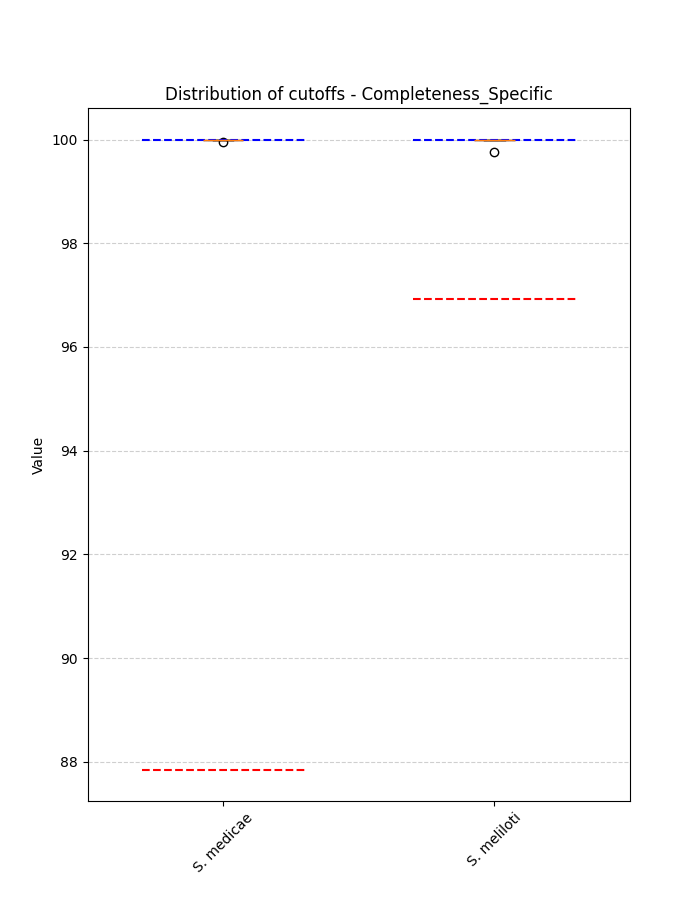 Distribution of cutoffs - Completeness_Specific
100
98
96
94
92
90
88
Value
S. medicae
S. meliloti